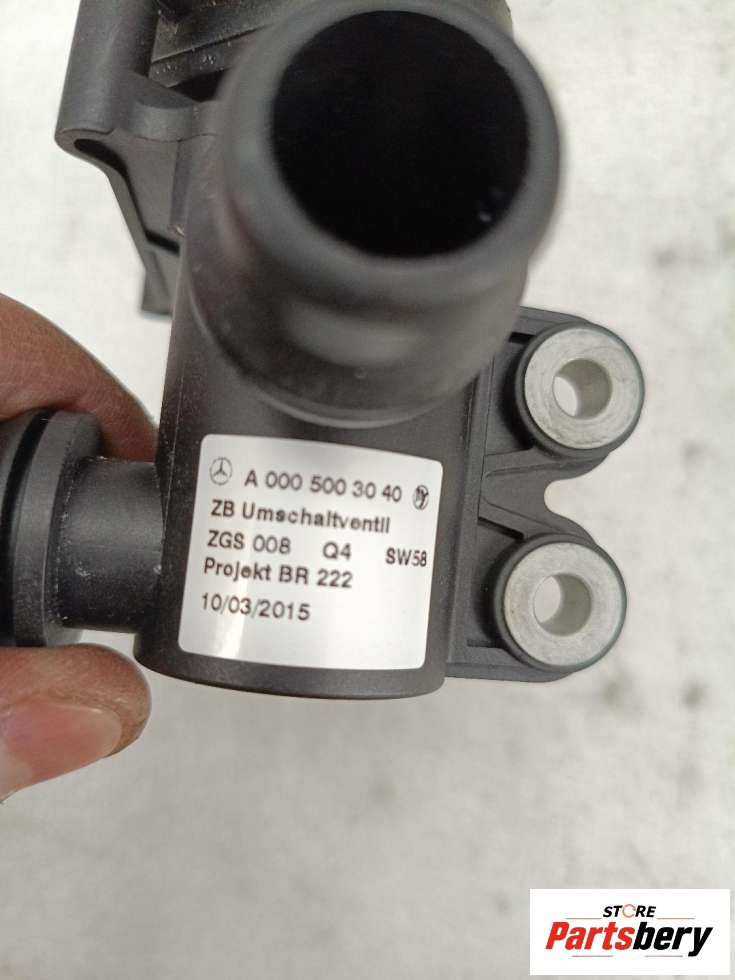 A 000 500 30 40
ZB Umschaltventil
ZGS 008 Q4 SW58
Projekt BR 222
10/03/2015
STORE
Partsbery